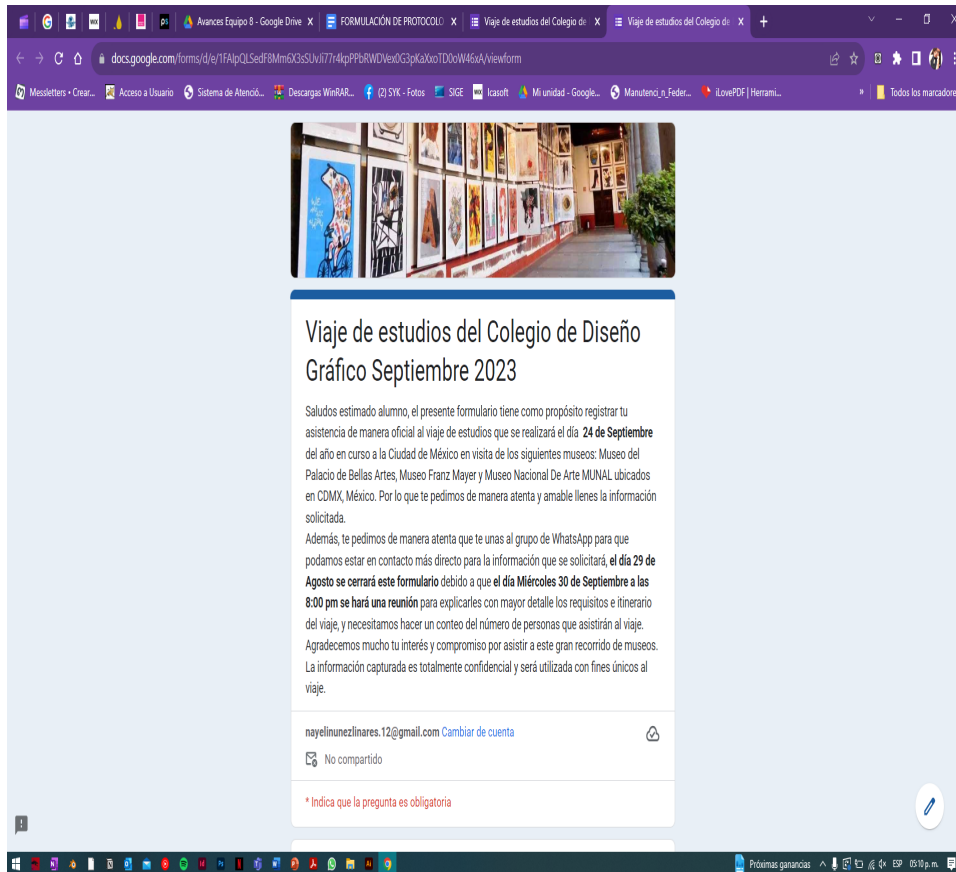 Avances Equipo 8 - Google Drive
FORMULACIÓN DE PROTOCOLO
Viaje de estudios del Colegio de
Viaje de estudios del Colegio de
docs.google.com/forms/d/e/1FAIpQLSedF8Mm6X3sSUvJi77r4kpPPbRWDVex0G3pKaXxoTD0oW46xA/viewform
Messletters • Crear...
Acceso a Usuario
Sistema de Atenció...
Descargas WinRAR...
(2) SYK - Fotos
SIGE
Icasoft
Mi unidad - Google...
Manutenci_n_Feder...
iLovePDF | Herrami...
»
Todos los marcadore
Viaje de estudios del Colegio de Diseño
Gráfico Septiembre 2023
Saludos estimado alumno, el presente formulario tiene como propósito registrar tu
asistencia de manera oficial al viaje de estudios que se realizará el día 24 de Septiembre
del año en curso a la Ciudad de México en visita de los siguientes museos: Museo del
Palacio de Bellas Artes, Museo Franz Mayer y Museo Nacional De Arte MUNAL ubicados
en CDMX, México. Por lo que te pedimos de manera atenta y amable llenes la información
solicitada.
Además, te pedimos de manera atenta que te unas al grupo de WhatsApp para que
podamos estar en contacto más directo para la información que se solicitará, el día 29 de
Agosto se cerrará este formulario debido a que el día Miércoles 30 de Septiembre a las
8:00 pm se hará una reunión para explicarles con mayor detalle los requisitos e itinerario
del viaje, y necesitamos hacer un conteo del número de personas que asistirán al viaje.
Agradecemos mucho tu interés y compromiso por asistir a este gran recorrido de museos.
La información capturada es totalmente confidencial y será utilizada con fines únicos al
viaje.
nayelinunezlinares.12@gmail.com Cambiar de cuenta
No compartido
* Indica que la pregunta es obligatoria
Próximas ganancias
ESP
05:10 p. m.